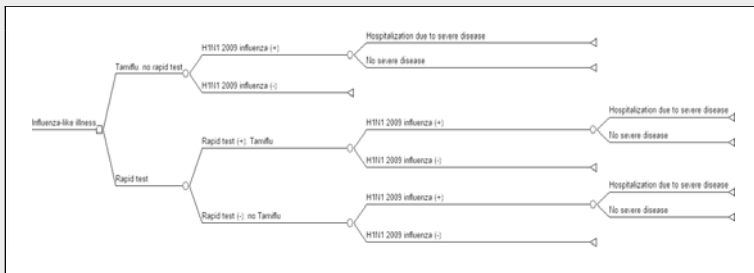 Hospitalization due to severe disease
H1N1 2009 influenza (+)
No severe disease
Tamiflu: no rapid test
H1N1 2009 influenza (-)
Hospitalization due to severe disease
Influenza-like illness
H1N1 2009 influenza (+)
No severe disease
Rapid test (+): Tamiflu
H1N1 2009 influenza (-)
Rapid test
Hospitalization due to severe disease
H1N1 2009 influenza (+)
No severe disease
Rapid test (-): no Tamiflu
H1N1 2009 influenza (-)